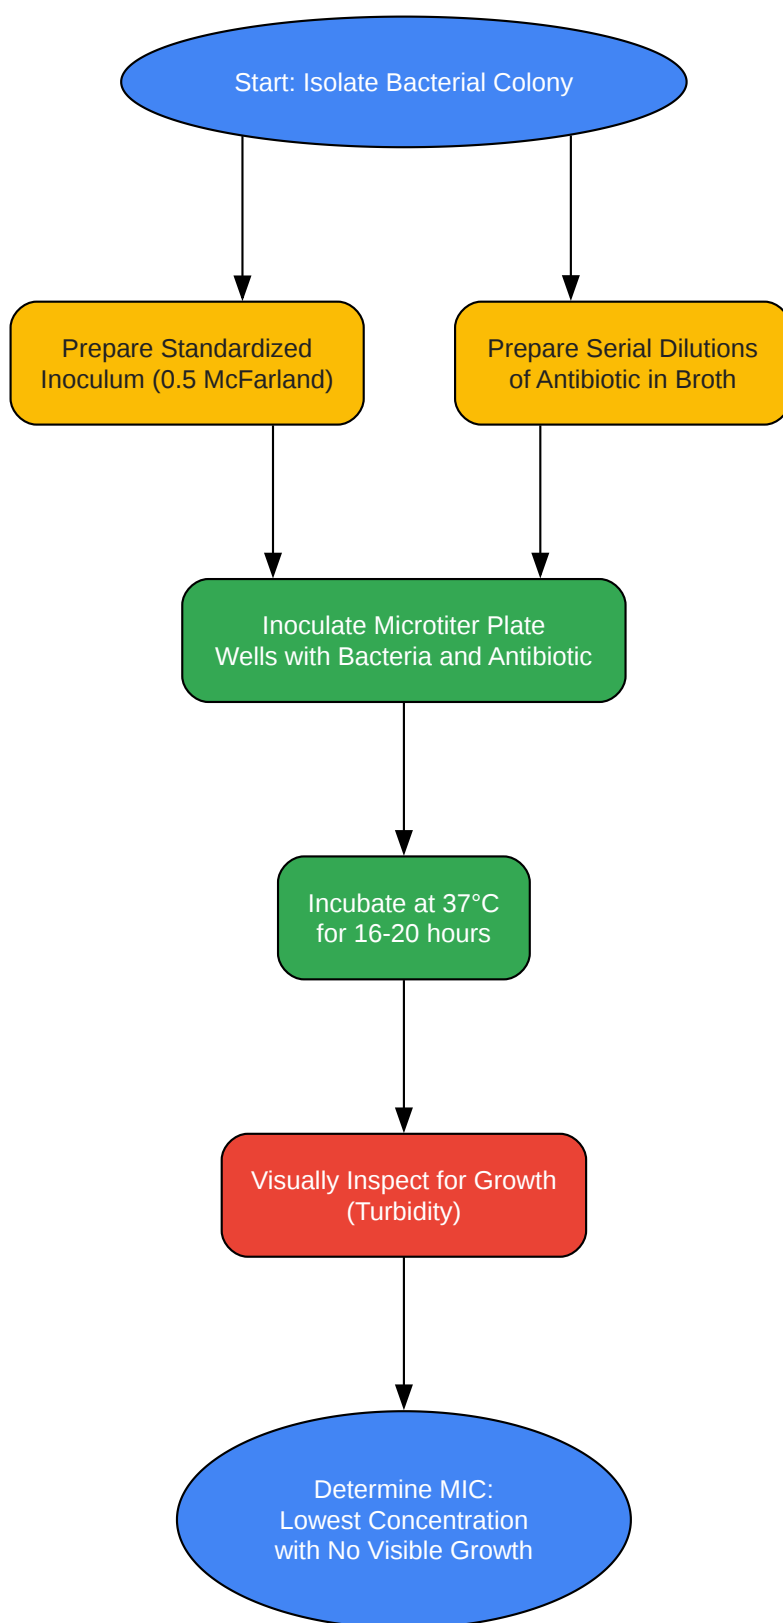 Start: Isolate Bacterial Colony
Prepare Standardized
Inoculum (0.5 McFarland)
Prepare Serial Dilutions
of Antibiotic in Broth
Inoculate Microtiter Plate
Wells with Bacteria and Antibiotic
Incubate at 37°C
for 16-20 hours
Visually Inspect for Growth
(Turbidity)
Determine MIC:
Lowest Concentration
with No Visible Growth